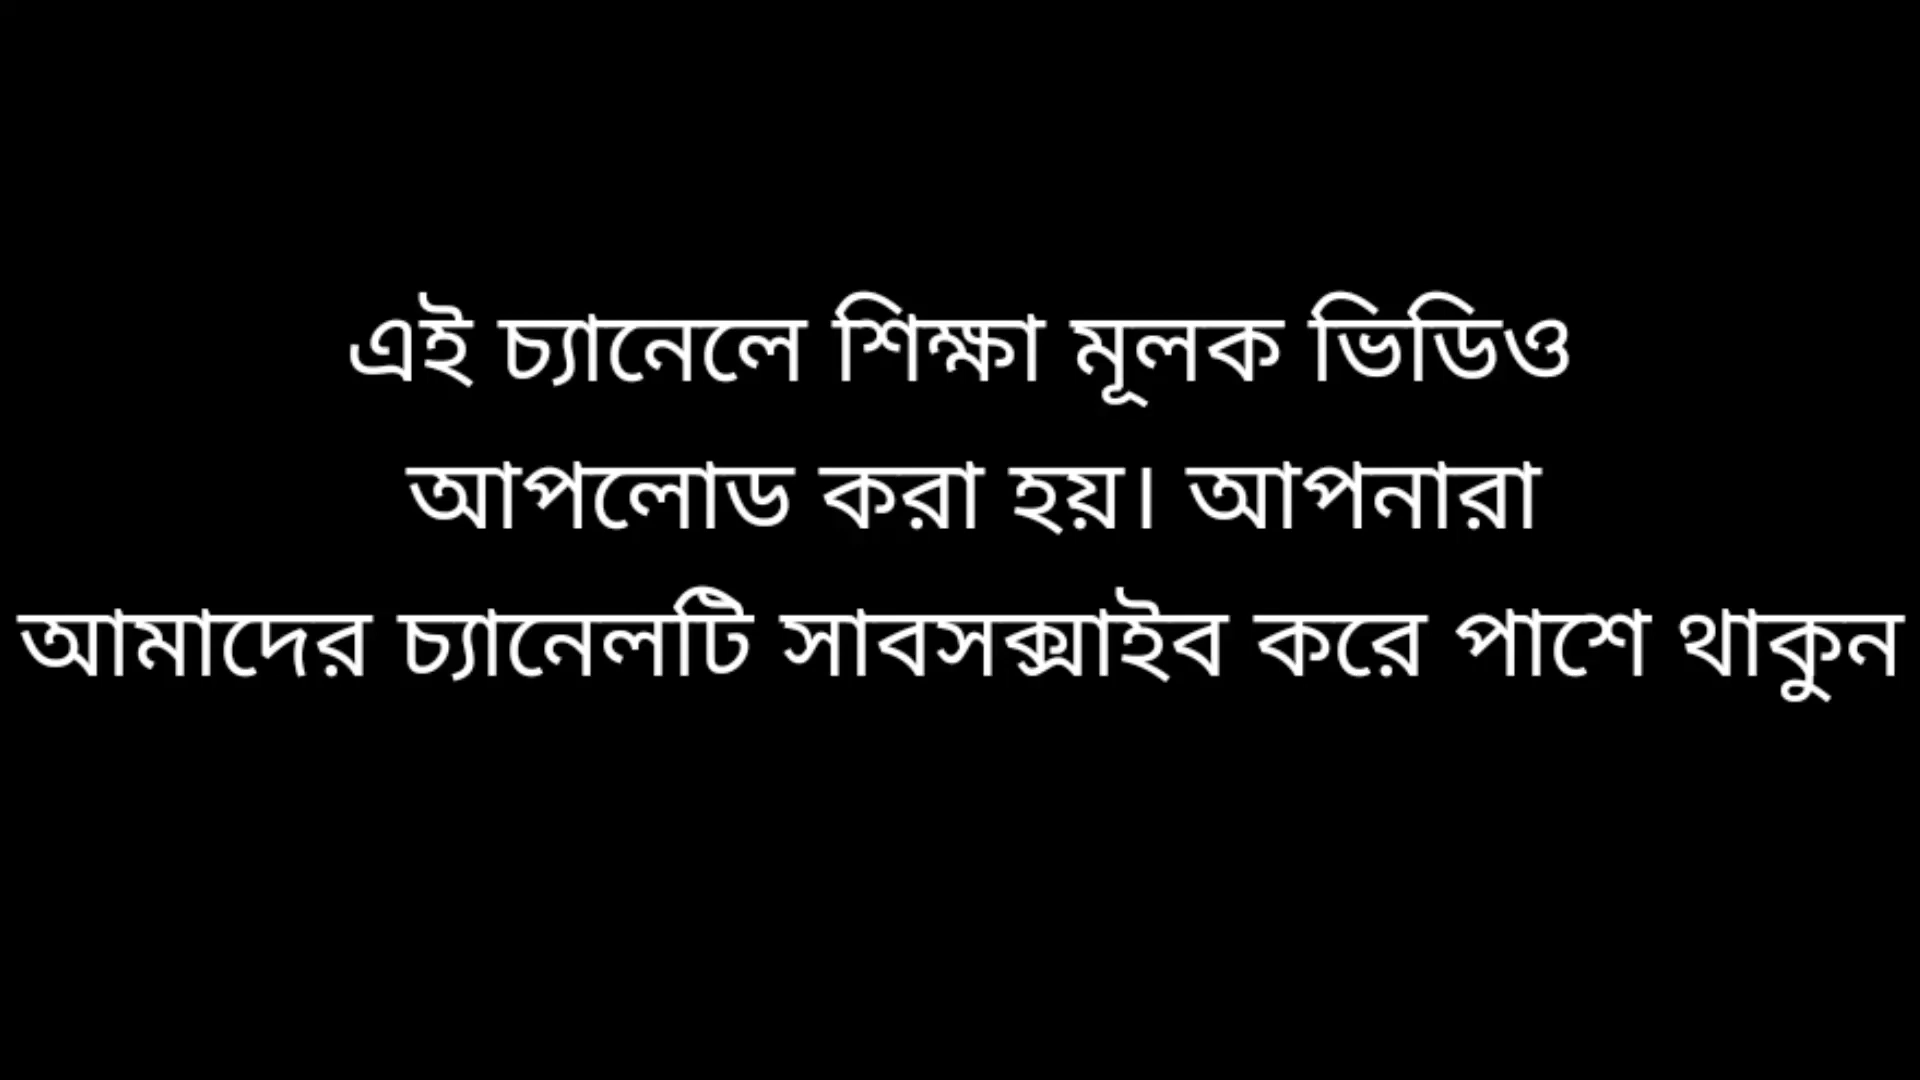 এই চ্যানেলে শিক্ষা মূলক ভিডিও
আপলোড করা হয়। আপনারা
আমাদের চ্যানেলটি সাবসক্সাইব করে পাশে থাকুন